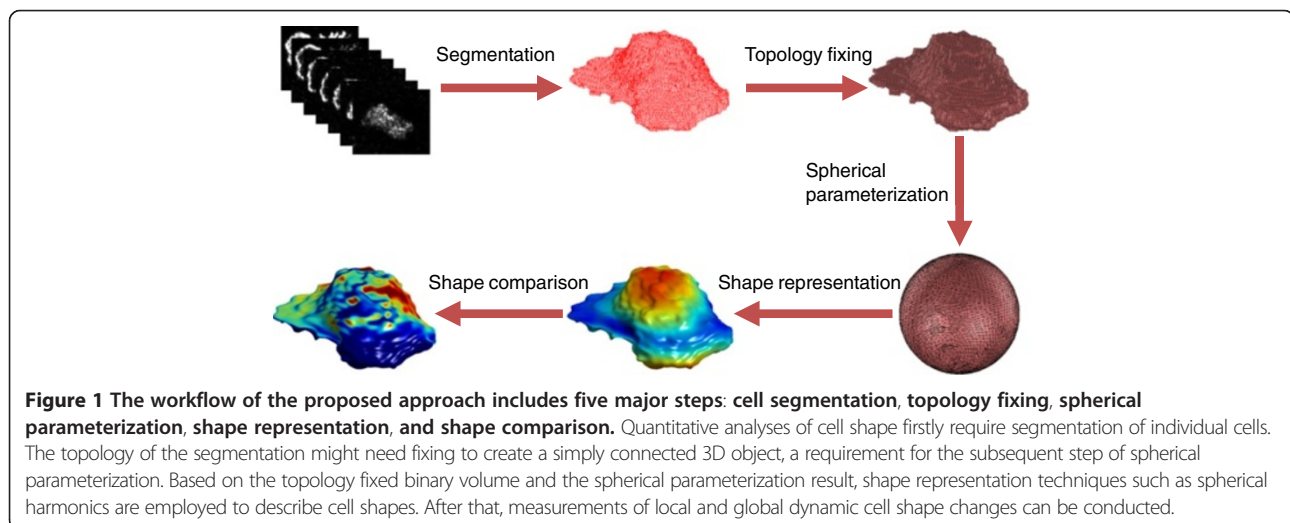 Segmentation
Topology fixing
Spherical
parameterization
Shape comparison
Shape representation
Figure 1 The workflow of the proposed approach includes five major steps: cell segmentation, topology fixing, spherical
parameterization, shape representation, and shape comparison. Quantitative analyses of cell shape firstly require segmentation of individual cells.
The topology of the segmentation might need fixing to create a simply connected 3D object, a requirement for the subsequent step of spherical
parameterization. Based on the topology fixed binary volume and the spherical parameterization result, shape representation techniques such as spherical
harmonics are employed to describe cell shapes. After that, measurements of local and global dynamic cell shape changes can be conducted.